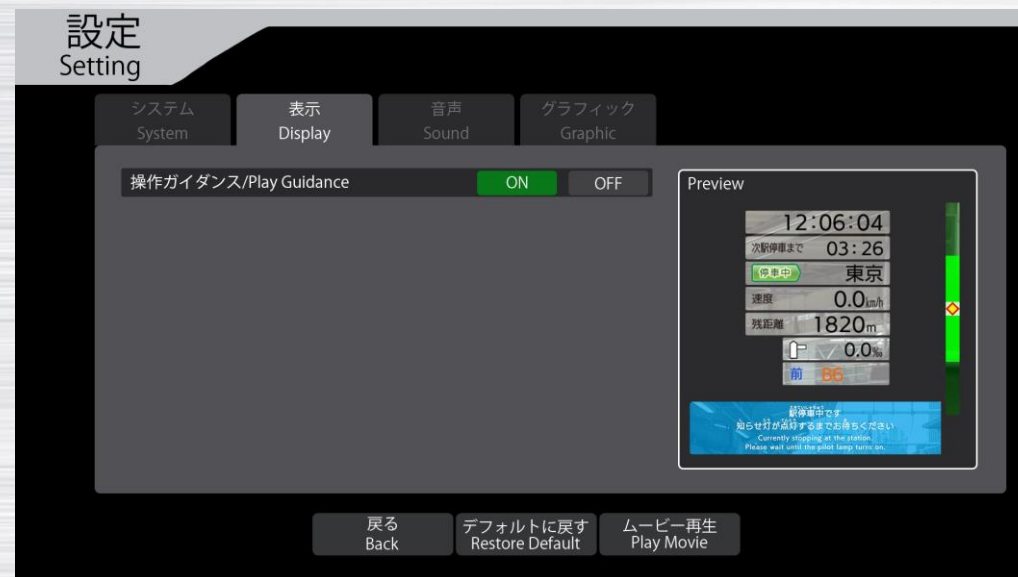 設定
Setting
システム
System
表示
Display
音声
Sound
グラフィック
Graphic
操作ガイダンス/Play Guidance
ON
OFF
Preview
12:06:04
次駅停車まで 03:26
停車中 東京
速度 0.0km/h
残距離 1820m
0.0‰
前 B6
駅停車中です
知らせ灯が点灯するまでお待ちください
Currently stopping at the station.
Please wait until the pilot lamp turns on.
戻る
Back
デフォルトに戻す
Restore Default
ムービー再生
Play Movie